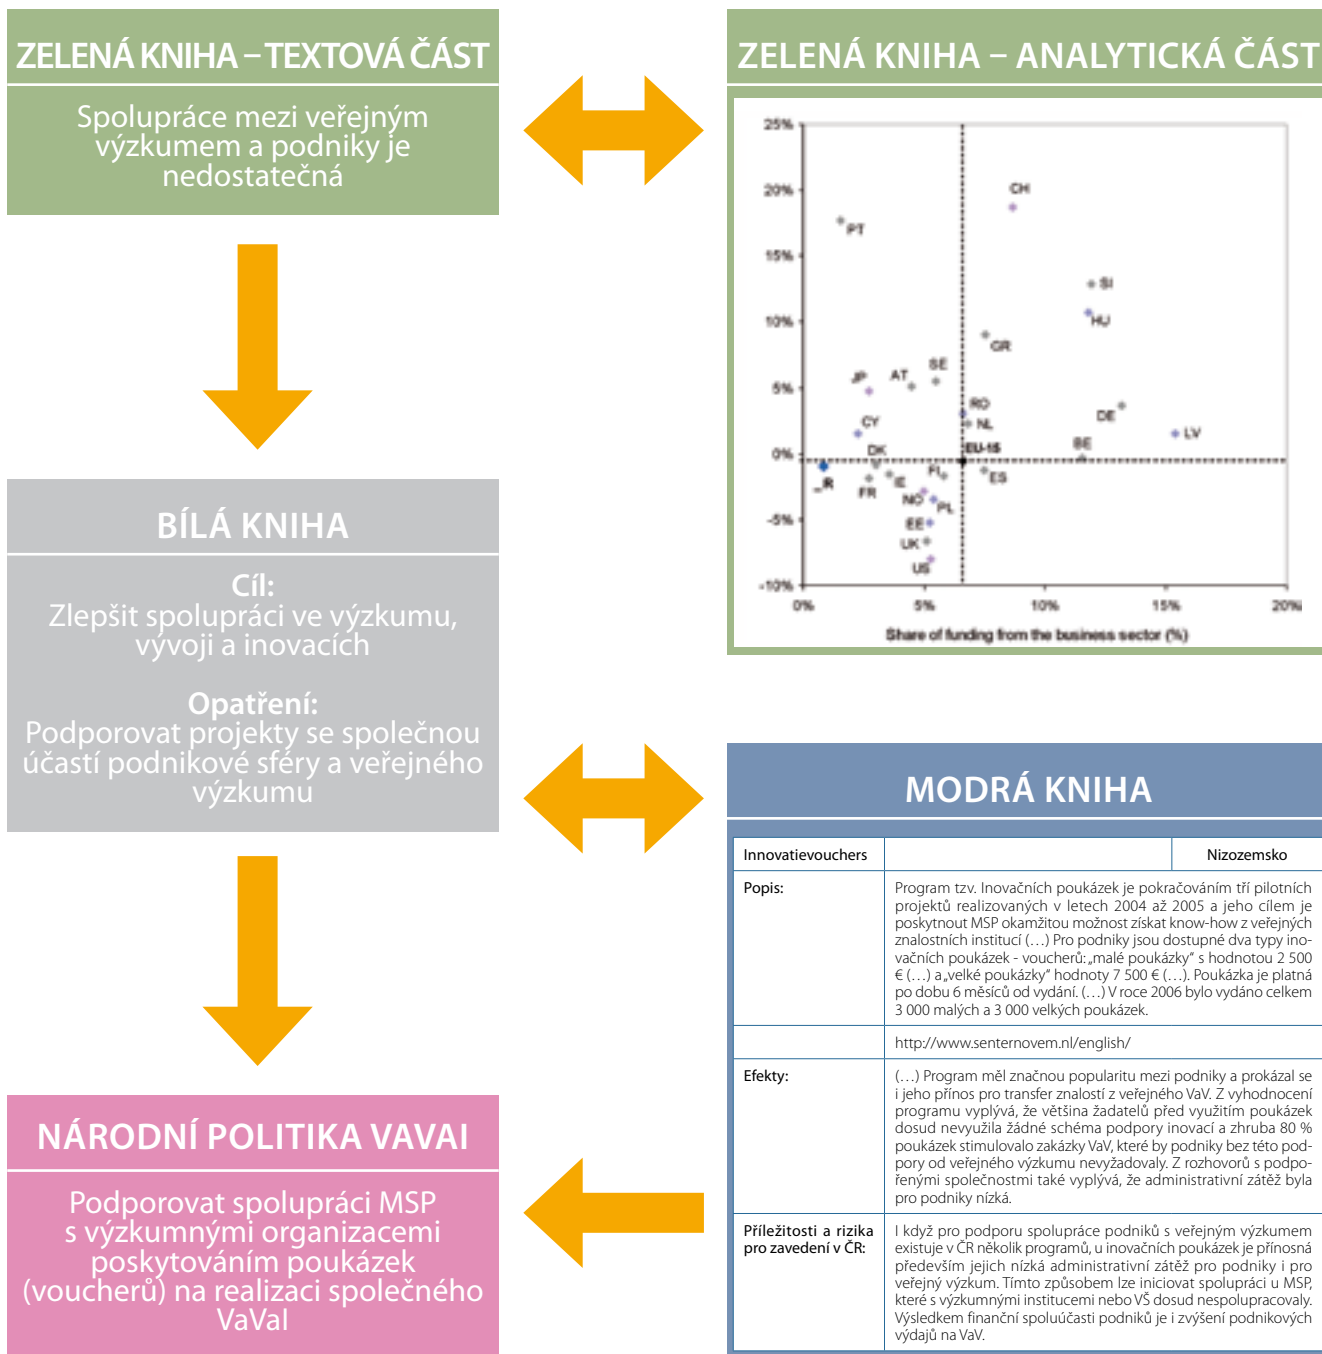 ZELENÁ KNIHA – TEXTOVÁ ČÁST
Spolupráce mezi veřejným
výzkumem a podniky je
nedostatečná
ZELENÁ KNIHA – ANALYTICKÁ ČÁST
25%
20%
15%
10%
5%
0%
-5%
-10%
0%
5%
10%
15%
20%
CH
PT
SI
HU
GR
SE
AT
JP
RO
NL
DE
CY
LV
BE
DK
EU-15
_R
FR
IE
FI
ES
NO
PL
EE
UK
US
Share of funding from the business sector (%)
BÍLÁ KNIHA
Cíl:
Zlepšit spolupráci ve výzkumu,
vývoji a inovacích
Opatření:
Podporovat projekty se společnou
účastí podnikové sféry a veřejného
výzkumu
MODRÁ KNIHA
Innovatievouchers
Nizozemsko
Popis:
Program tzv. Inovačních poukázek je pokračováním tří pilotních
projektů realizovaných v letech 2004 až 2005 a jeho cílem je
poskytnout MSP okamžitou možnost získat know-how z veřejných
znalostních institucí (…) Pro podniky jsou dostupné dva typy ino-
vačních poukázek - voucherů: „malé poukázky“ s hodnotou 2 500
€ (…) a „velké poukázky“ hodnoty 7 500 € (…). Poukázka je platná
po dobu 6 měsíců od vydání. (…) V roce 2006 bylo vydáno celkem
3 000 malých a 3 000 velkých poukázek.
http://www.senternovem.nl/english/
Efekty:
(…) Program měl značnou popularitu mezi podniky a prokázal se
i jeho přínos pro transfer znalostí z veřejného VaV. Z vyhodnocení
programu vyplývá, že většina žadatelů před využitím poukázek
dosud nevyužila žádné schéma podpory inovací a zhruba 80 %
poukázek stimulovalo zakázky VaV, které by podniky bez této pod-
pory od veřejného výzkumu nevyžadovaly. Z rozhovorů s podpo-
řenými společnostmi také vyplývá, že administrativní zátěž byla
pro podniky nízká.
Příležitosti a rizika
pro zavedení v ČR:
I když pro podporu spolupráce podniků s veřejným výzkumem
existuje v ČR několik programů, u inovačních poukázek je přínosná
především jejich nízká administrativní zátěž pro podniky i pro
veřejný výzkum. Tímto způsobem lze iniciovat spolupráci u MSP,
které s výzkumnými institucemi nebo VŠ dosud nespolupracovaly.
Výsledkem finanční spoluúčasti podniků je i zvýšení podnikových
výdajů na VaV.
NÁRODNÍ POLITIKA VAVAI
Podporovat spolupráci MSP
s výzkumnými organizacemi
poskytováním poukázek
(voucherů) na realizaci společného
VaVaI